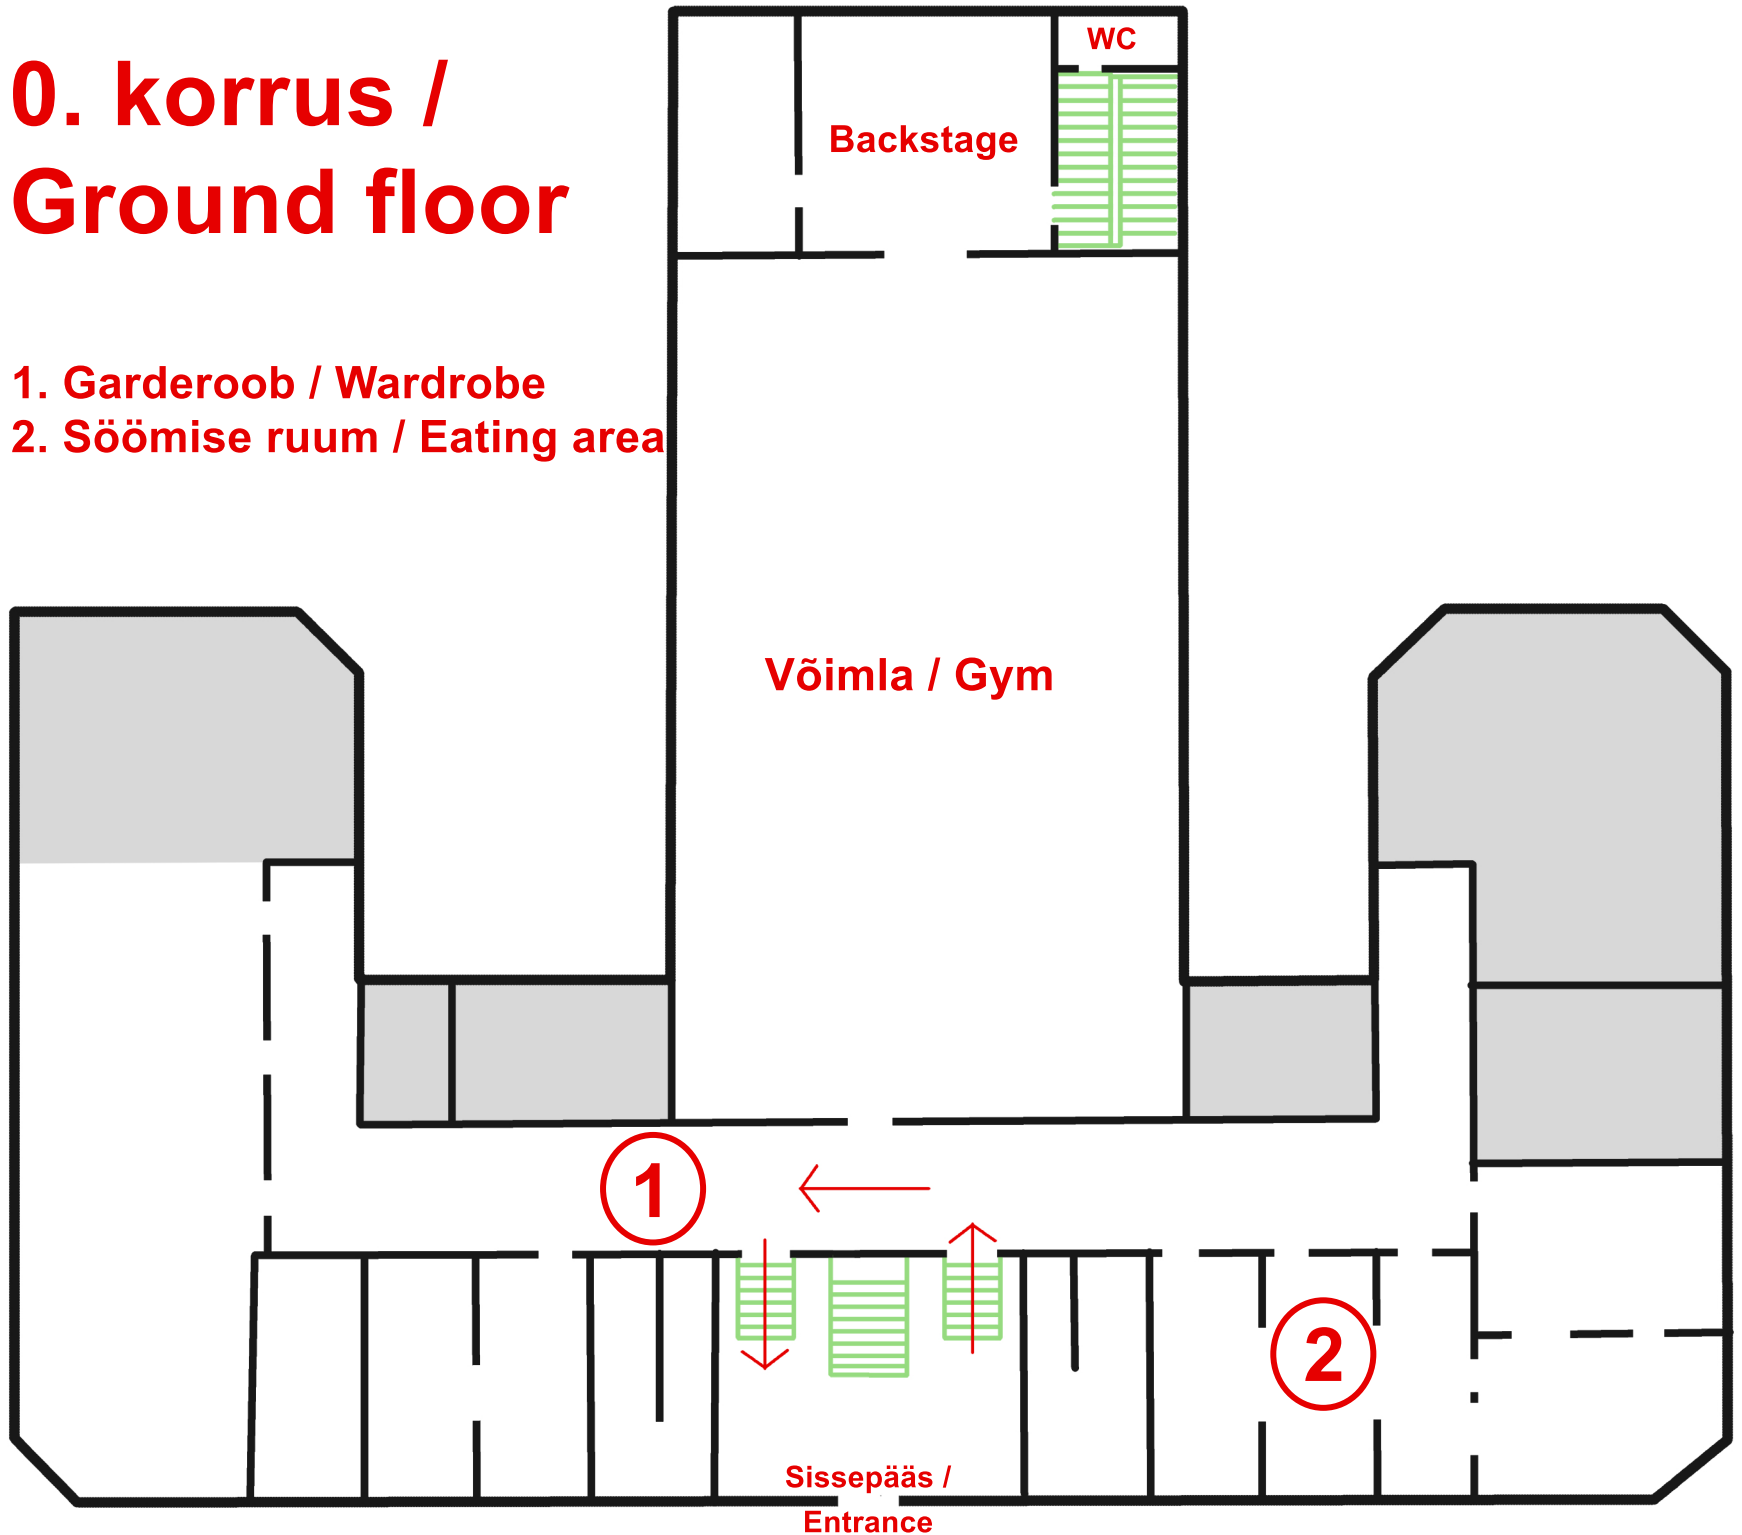 0. korrus /
Ground floor
1. Garderoob / Wardrobe
2. Söömise ruum / Eating area
WC
Backstage
Võimla / Gym
1
2
Sissepääs /
Entrance